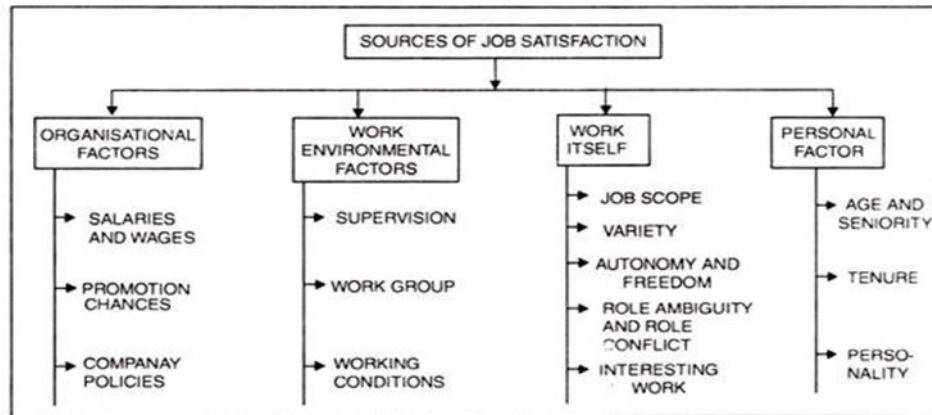 SOURCES OF JOB SATISFACTION
ORGANISATIONAL
FACTORS
SALARIES
AND WAGES
PROMOTION
CHANCES
COMPANAY
POLICIES
WORK
ENVIRONMENTAL
FACTORS
SUPERVISION
WORK GROUP
WORKING
CONDITIONS
WORK
ITSELF
JOB SCOPE
VARIETY
AUTONOMY AND
FREEDOM
ROLE AMBIGUITY
AND ROLE
CONFLICT
INTERESTING
WORK
PERSONAL
FACTOR
AGE AND
SENIORITY
TENURE
PERSO-
NALITY